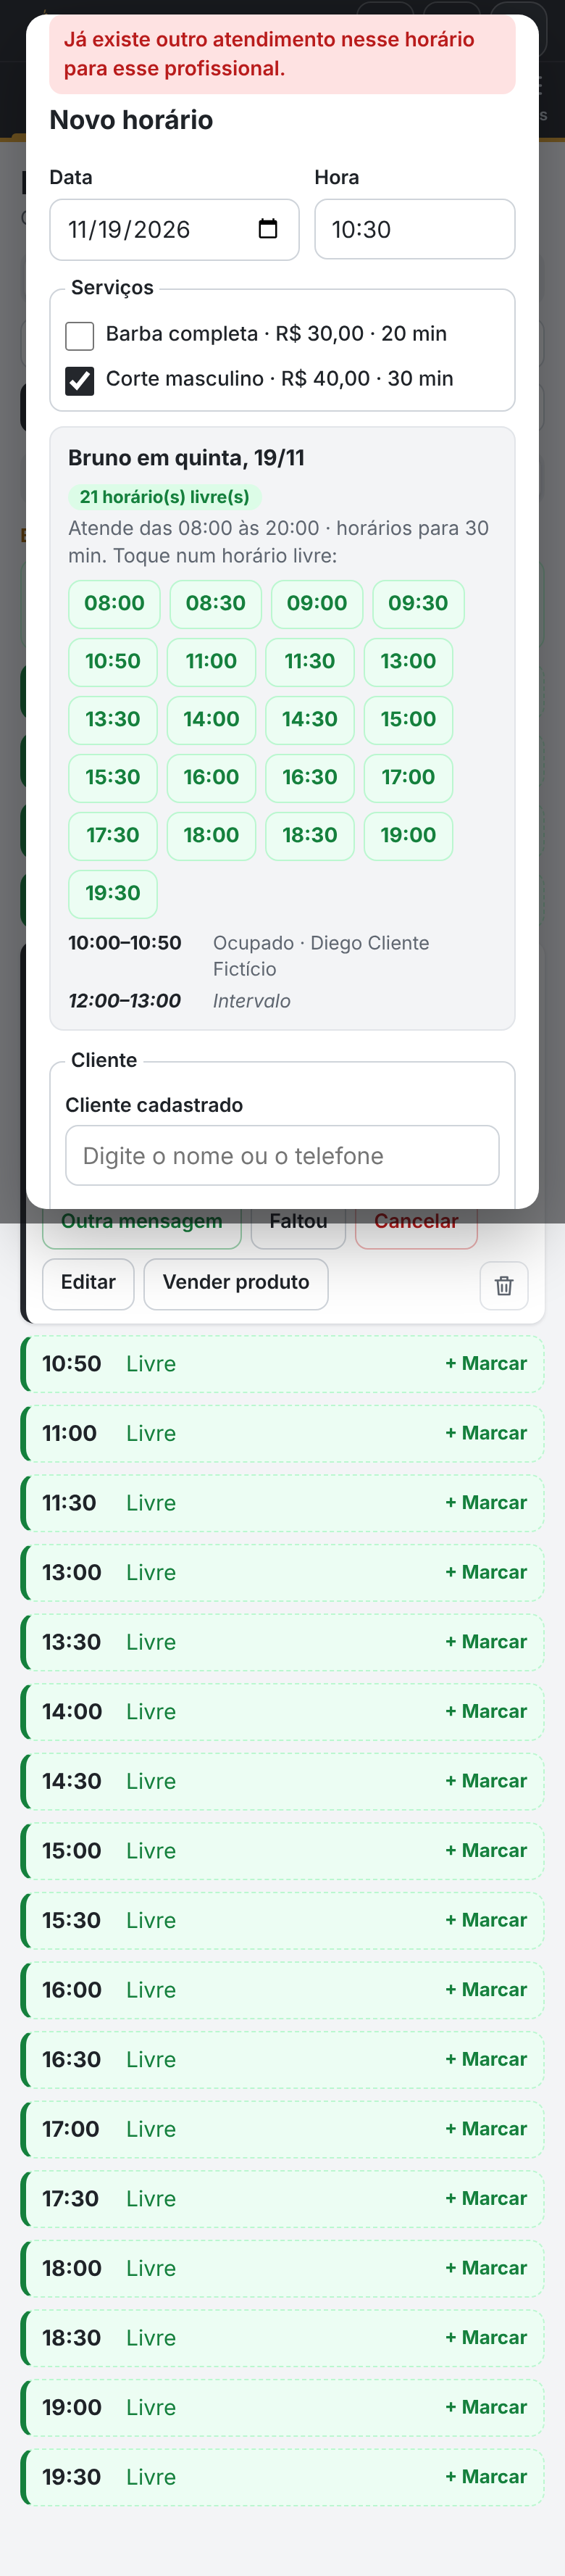 Já existe outro atendimento nesse horário
para esse profissional.
Novo horário
Data
Hora
11/19/2026
10:30
Serviços
Barba completa · R$ 30,00 · 20 min
Corte masculino · R$ 40,00 · 30 min
Bruno em quinta, 19/11
21 horário(s) livre(s)
Atende das 08:00 às 20:00 · horários para 30
min. Toque num horário livre:
08:00 08:30 09:00 09:30
10:50 11:00 11:30 13:00
13:30 14:00 14:30 15:00
15:30 16:00 16:30 17:00
17:30 18:00 18:30 19:00
19:30
10:00–10:50 Ocupado · Diego Cliente
Fictício
12:00–13:00 Intervalo
Cliente
Cliente cadastrado
Digite o nome ou o telefone
Outra mensagem Faltou Cancelar
Editar Vender produto
10:50 Livre + Marcar
11:00 Livre + Marcar
11:30 Livre + Marcar
13:00 Livre + Marcar
13:30 Livre + Marcar
14:00 Livre + Marcar
14:30 Livre + Marcar
15:00 Livre + Marcar
15:30 Livre + Marcar
16:00 Livre + Marcar
16:30 Livre + Marcar
17:00 Livre + Marcar
17:30 Livre + Marcar
18:00 Livre + Marcar
18:30 Livre + Marcar
19:00 Livre + Marcar
19:30 Livre + Marcar